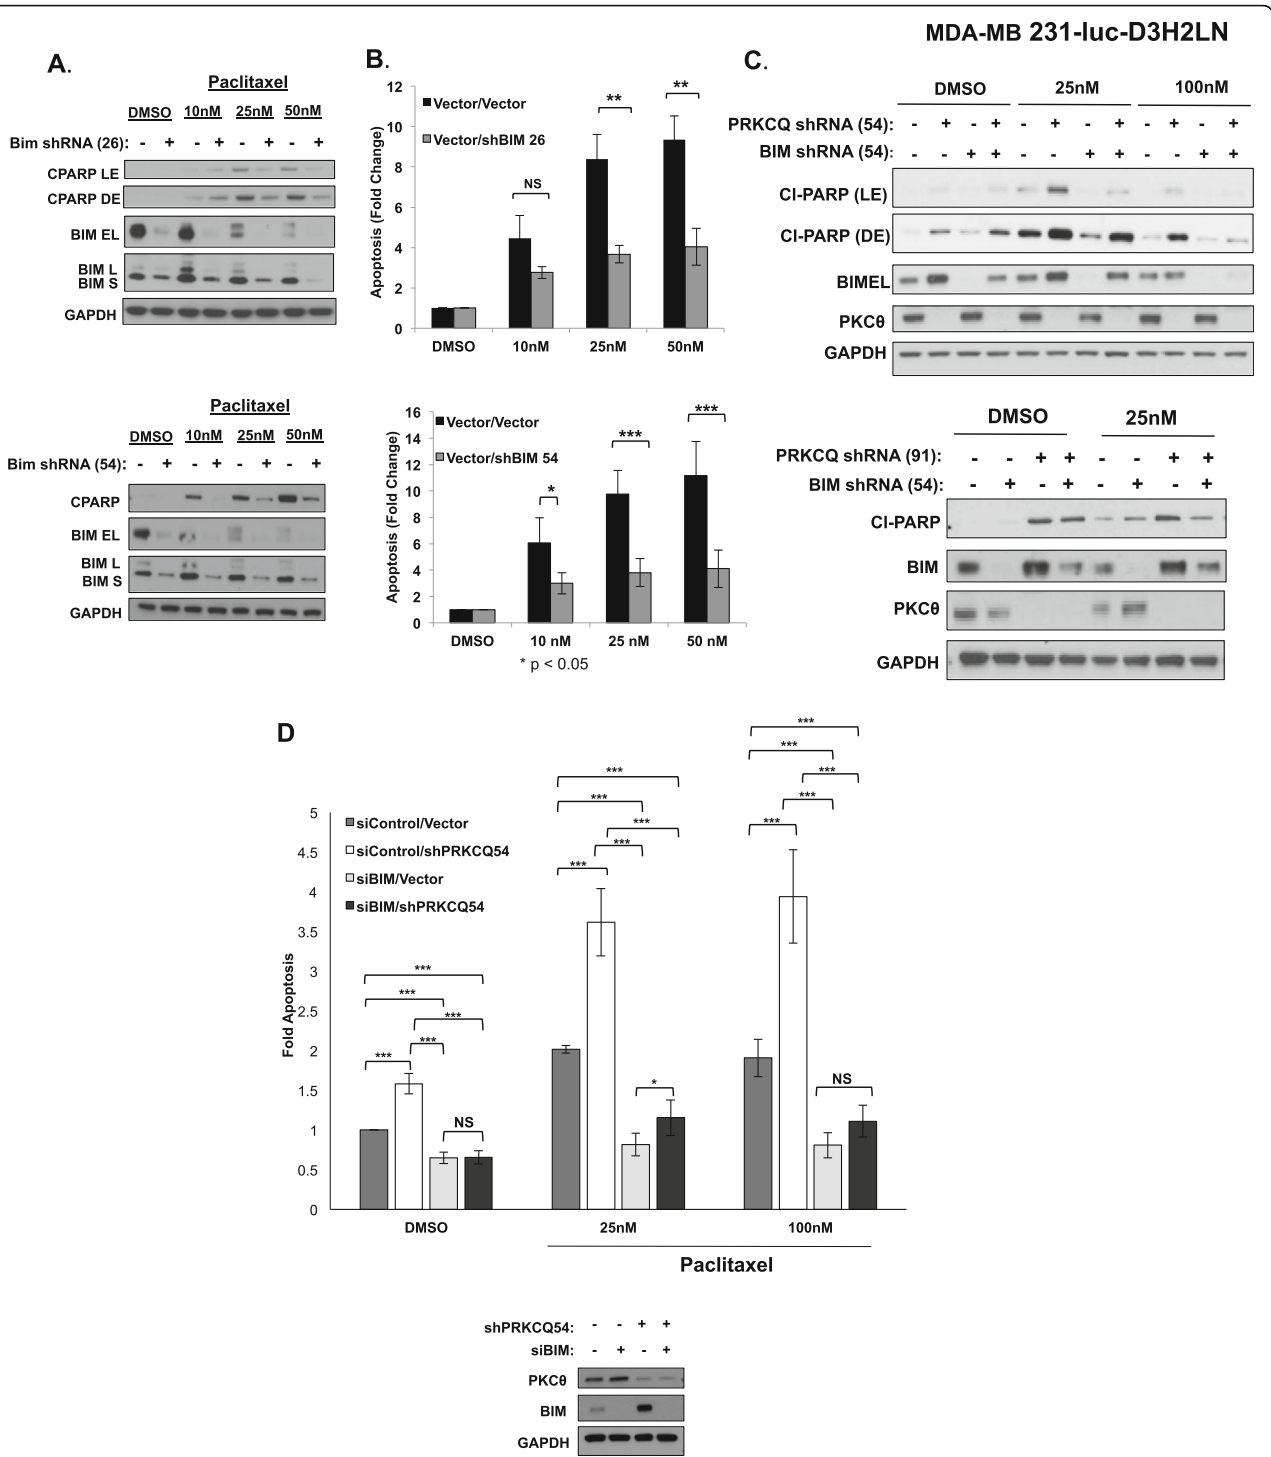 MDA-MB 231-luc-D3H2LN
A.
Paclitaxel
DMSO 10nM 25nM 50nM
Bim shRNA (26): - + - + - + - +
CPARP LE
CPARP DE
BIM EL
BIM L
BIM S
GAPDH
Paclitaxel
DMSO 10nM 25nM 50nM
Bim shRNA (54): - + - + - + - +
CPARP
BIM EL
BIM L
BIM S
GAPDH
B.
Apoptosis (Fold Change)
12
10
8
6
4
2
0
Vector/Vector
Vector/shBIM 26
NS
**
**
DMSO 10nM 25nM 50nM
Apoptosis (Fold Change)
16
14
12
10
8
6
4
2
0
Vector/Vector
Vector/shBIM 54
*
***
***
DMSO 10 nM 25 nM 50 nM
* p < 0.05
C.
DMSO 25nM 100nM
PRKCQ shRNA (54): - + - + - + - + - + - +
BIM shRNA (54): - - + + - - + + - - + +
Cl-PARP (LE)
Cl-PARP (DE)
BIMEL
PKCθ
GAPDH
DMSO 25nM
PRKCQ shRNA (91): - - + + - - + +
BIM shRNA (54): - + - + - + - +
Cl-PARP
BIM
PKCθ
GAPDH
D
Fold Apoptosis
5
4.5
4
3.5
3
2.5
2
1.5
1
0.5
0
siControl/Vector
siControl/shPRKCQ54
siBIM/Vector
siBIM/shPRKCQ54
***
***
***
***
***
NS
***
***
***
***
***
*
***
***
***
***
***
NS
DMSO 25nM 100nM
Paclitaxel
shPRKCQ54: - - + +
siBIM: - + - +
PKCθ
BIM
GAPDH